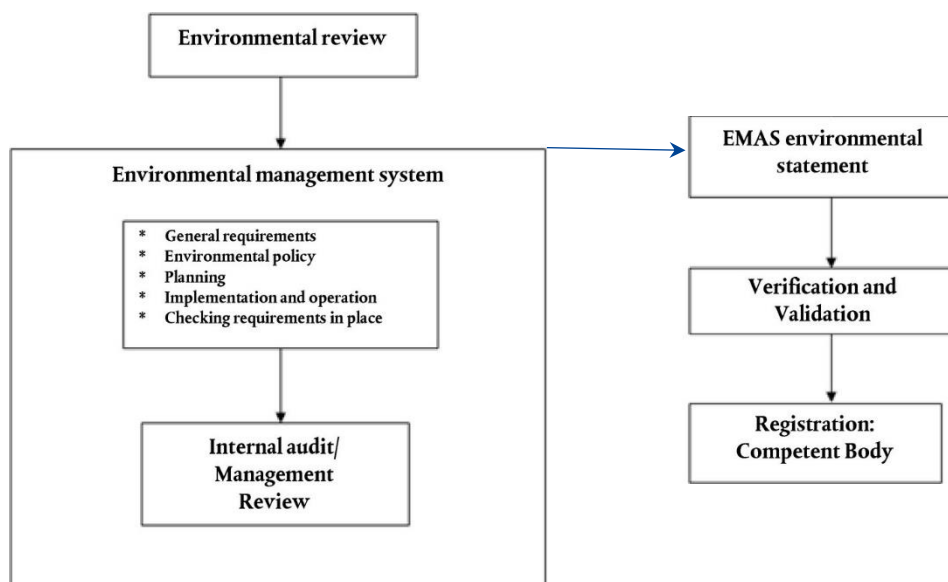 Environmental review
Environmental management system
* General requirements
* Environmental policy
* Planning
* Implementation and operation
* Checking requirements in place
Internal audit/
Management
Review
EMAS environmental
statement
Verification and
Validation
Registration:
Competent Body